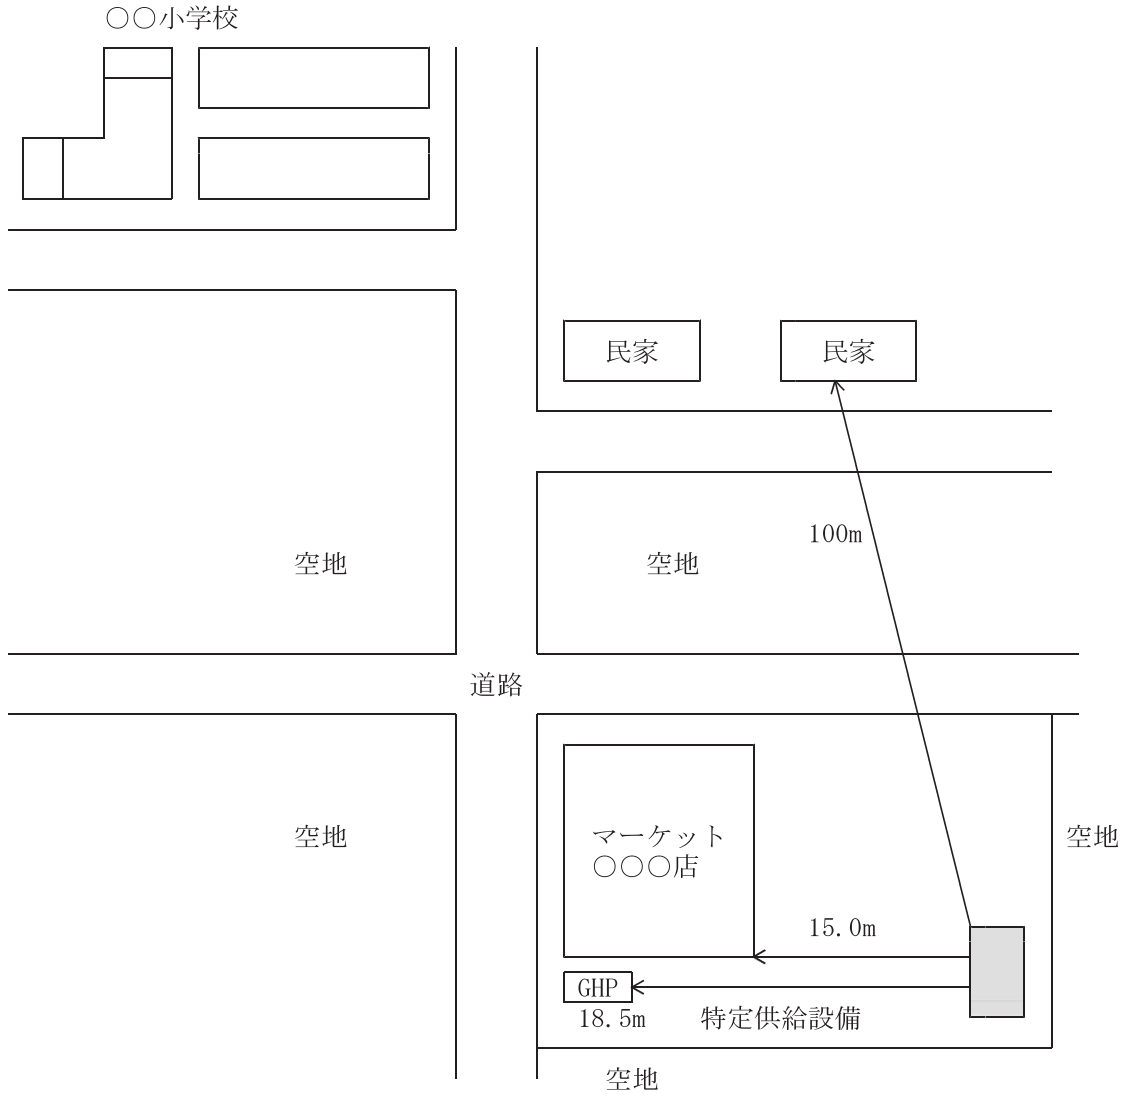 ○○小学校
民家
民家
100m
空地
空地
道路
空地
マーケット
○○○店
空地
15.0m
GHP
18.5m
特定供給設備
空地